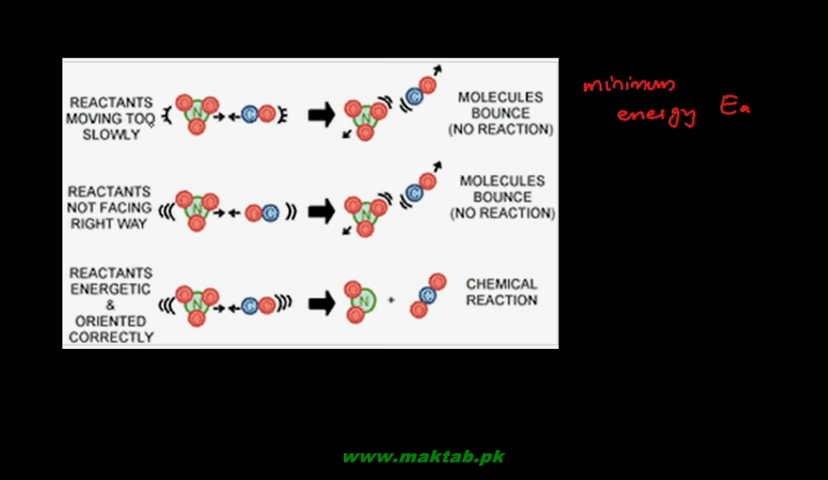 REACTANTS
MOVING TOO
SLOWLY
N
O
O
O
C
O
N
O
O
O
C
O
MOLECULES
BOUNCE
(NO REACTION)
REACTANTS
NOT FACING
RIGHT WAY
N
O
O
O
O
C
N
O
O
O
C
O
MOLECULES
BOUNCE
(NO REACTION)
REACTANTS
ENERGETIC
&
ORIENTED
CORRECTLY
N
O
O
O
C
O
N
O
O
+
O
C
O
CHEMICAL
REACTION
minimum
energy Ea
www.maktab.pk